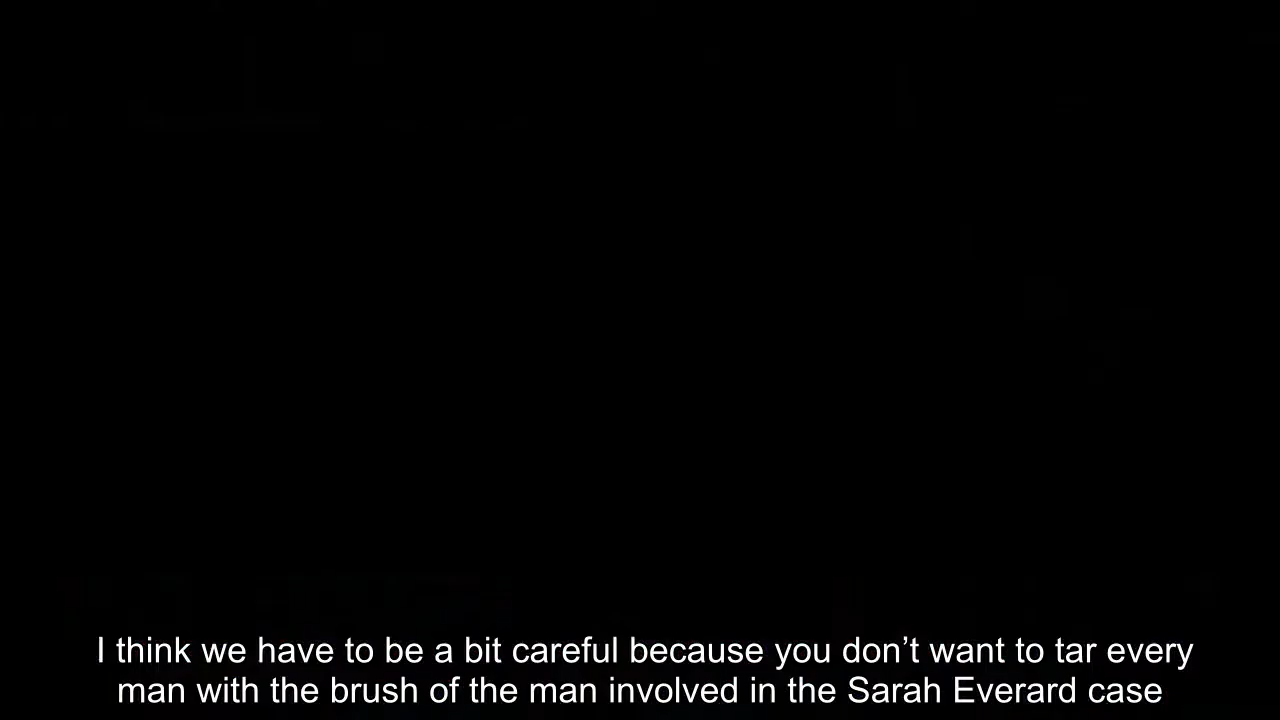 I think we have to be a bit careful because you don’t want to tar every
man with the brush of the man involved in the Sarah Everard case